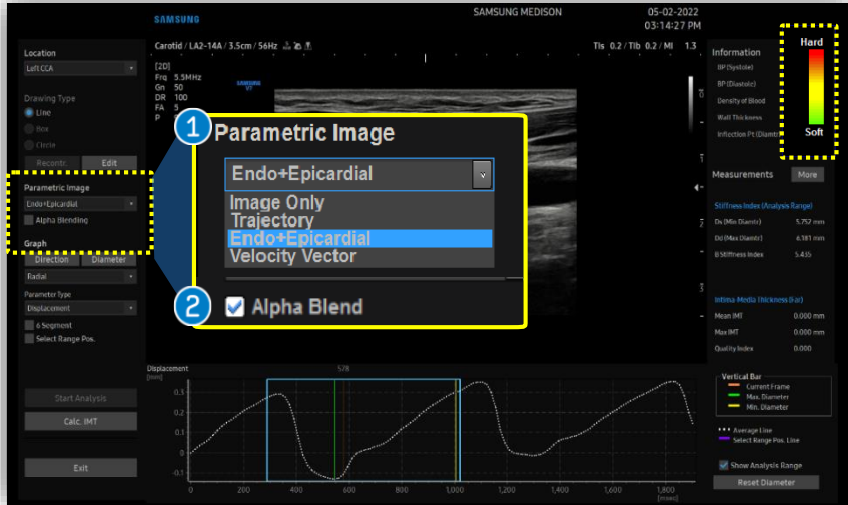 SAMSUNG
SAMSUNG MEDISON
05-02-2022
03:14:27 PM
Location
Left CCA
Drawing Type
Line
Box
Circle
Recontr.
Edit
Parametric Image
Endo+Epicardial
Alpha Blending
Graph
Direction
Diameter
Radial
Parameter Type
Displacement
6 Segment
Select Range Pos.
Start Analysis
Calc. IMT
Exit
Carotid / LA2-14A / 3.5cm / 56Hz
TIs 0.2 / TIb 0.2 / MI 1.3
[2D]
Frq 5.5MHz
Gn 50
DR 100
FA 5
P
SAMSUNG
V7
1
Parametric Image
Endo+Epicardial
Image Only
Trajectory
Endo+Epicardial
Velocity Vector
2
Alpha Blend
Displacement
[mm]
528
0.3
0.2
0.1
0
-0.1
0
200
400
600
800
1,000
1,200
1,400
1,600
1,800
[msec]
Information
BP (Systole)
BP (Diastolic)
Density of Blood
Wall Thickness
Inflection Pt (Diamtr)
Hard
Soft
Measurements
More
Stiffness Index (Analysis Range)
Ds (Min Diamtr) 5.752 mm
Dd (Max Diamtr) 6.181 mm
B Stiffness Index 5.435
Intima-Media Thickness (Far)
Mean IMT 0.000 mm
Max IMT 0.000 mm
Quality Index 0.000
Vertical Bar
Current Frame
Max. Diameter
Min. Diameter
Average Line
Select Range Pos. Line
Show Analysis Range
Reset Diameter